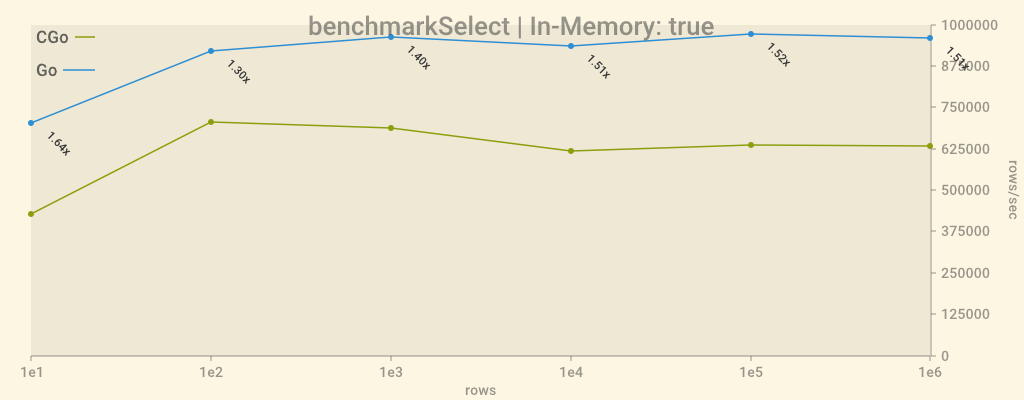 benchmarkSelect | In-Memory: true
CGo
Go
1.64x
1.30x
1.40x
1.51x
1.52x
1.51x
1000000
875000
750000
625000
500000
375000
250000
125000
0
rows/sec
1e1 1e2 1e3 1e4 1e5 1e6
rows